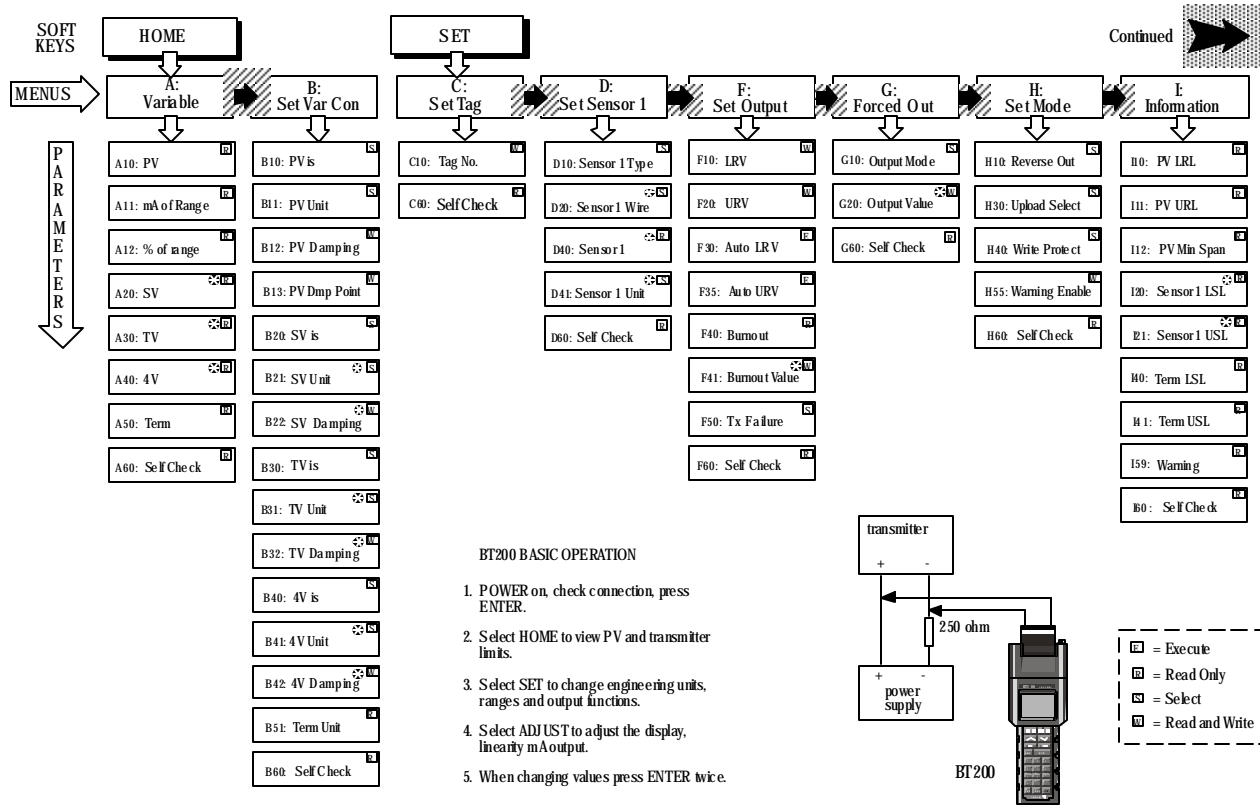 SOFT
KEYS
HOME
SET
Continued
MENUS
A:
Variable
B:
Set Var Con
C:
Set Tag
D:
Set Sensor 1
F:
Set Output
G:
Forced Out
H:
Set Mode
I:
Information
PARAMETERS
A10: PV R
A11: mA of Range R
A12: % of range R
A20: SV R
A30: TV R
A40: 4V R
A50: Term R
A60: Self Check R
B10: PV is S
B11: PV Unit S
B12: PV Damping W
B13: PV Dmp Point W
B20: SV is S
B21: SV Unit S
B22: SV Damping W
B30: TV is S
B31: TV Unit S
B32: TV Damping W
B40: 4V is S
B41: 4V Unit S
B42: 4V Damping W
B51: Term Unit R
B60: Self Check R
C10: Tag No. W
C60: Self Check R
D10: Sensor 1 Type S
D20: Sensor1 Wire S
D40: Sensor1 R
D41: Sensor 1 Unit S
D60: Self Check R
F10: LRV W
F20: URV W
F30: Auto LRV E
F35: Auto URV E
F40: Burnout R
F41: Burnout Value W
F50: Tx Failure S
F60: Self Check R
G10: Output Mode S
G20: Output Value W
G60: Self Check R
H10: Reverse Out S
H30: Upload Select S
H40: Write Protect S
H55: Warning Enable W
H60: Self Check R
I10: PV LRL R
I11: PV URL R
I12: PV Min Span R
I20: Sensor1 LSL R
I21: Sensor1 USL R
I40: Term LSL R
I41: Term USL R
I59: Warning R
I60: Self Check R
BT200 BASIC OPERATION
1. POWER on, check connection, press
ENTER.
2. Select HOME to view PV and transmitter
limits.
3. Select SET to change engineering units,
ranges and output functions.
4. Select ADJUST to adjust the display,
linearity mA output.
5. When changing values press ENTER twice.
transmitter
+ -
250 ohm
+ -
power
supply
BT200
E = Execute
R = Read Only
S = Select
W = Read and Write